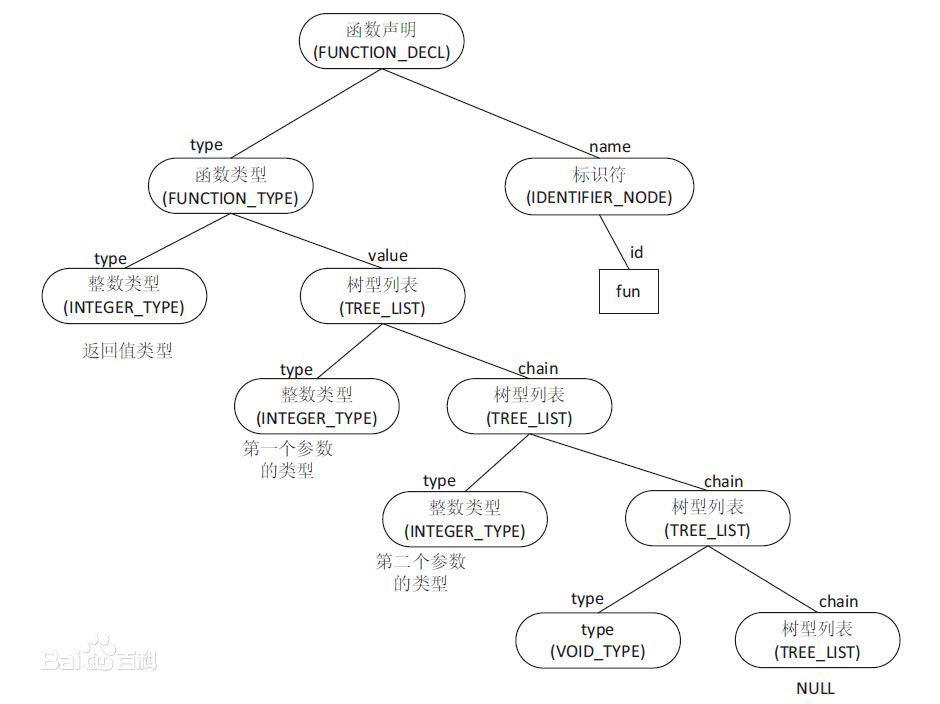 函数声明
(FUNCTION_DECL)
type
name
函数类型
(FUNCTION_TYPE)
标识符
(IDENTIFIER_NODE)
type
value
id
整数类型
(INTEGER_TYPE)
树型列表
(TREE_LIST)
fun
返回值类型
type
chain
整数类型
(INTEGER_TYPE)
树型列表
(TREE_LIST)
第一个参数
的类型
type
chain
整数类型
(INTEGER_TYPE)
树型列表
(TREE_LIST)
第二个参数
的类型
type
chain
type
(VOID_TYPE)
树型列表
(TREE_LIST)
NULL
Bai百科